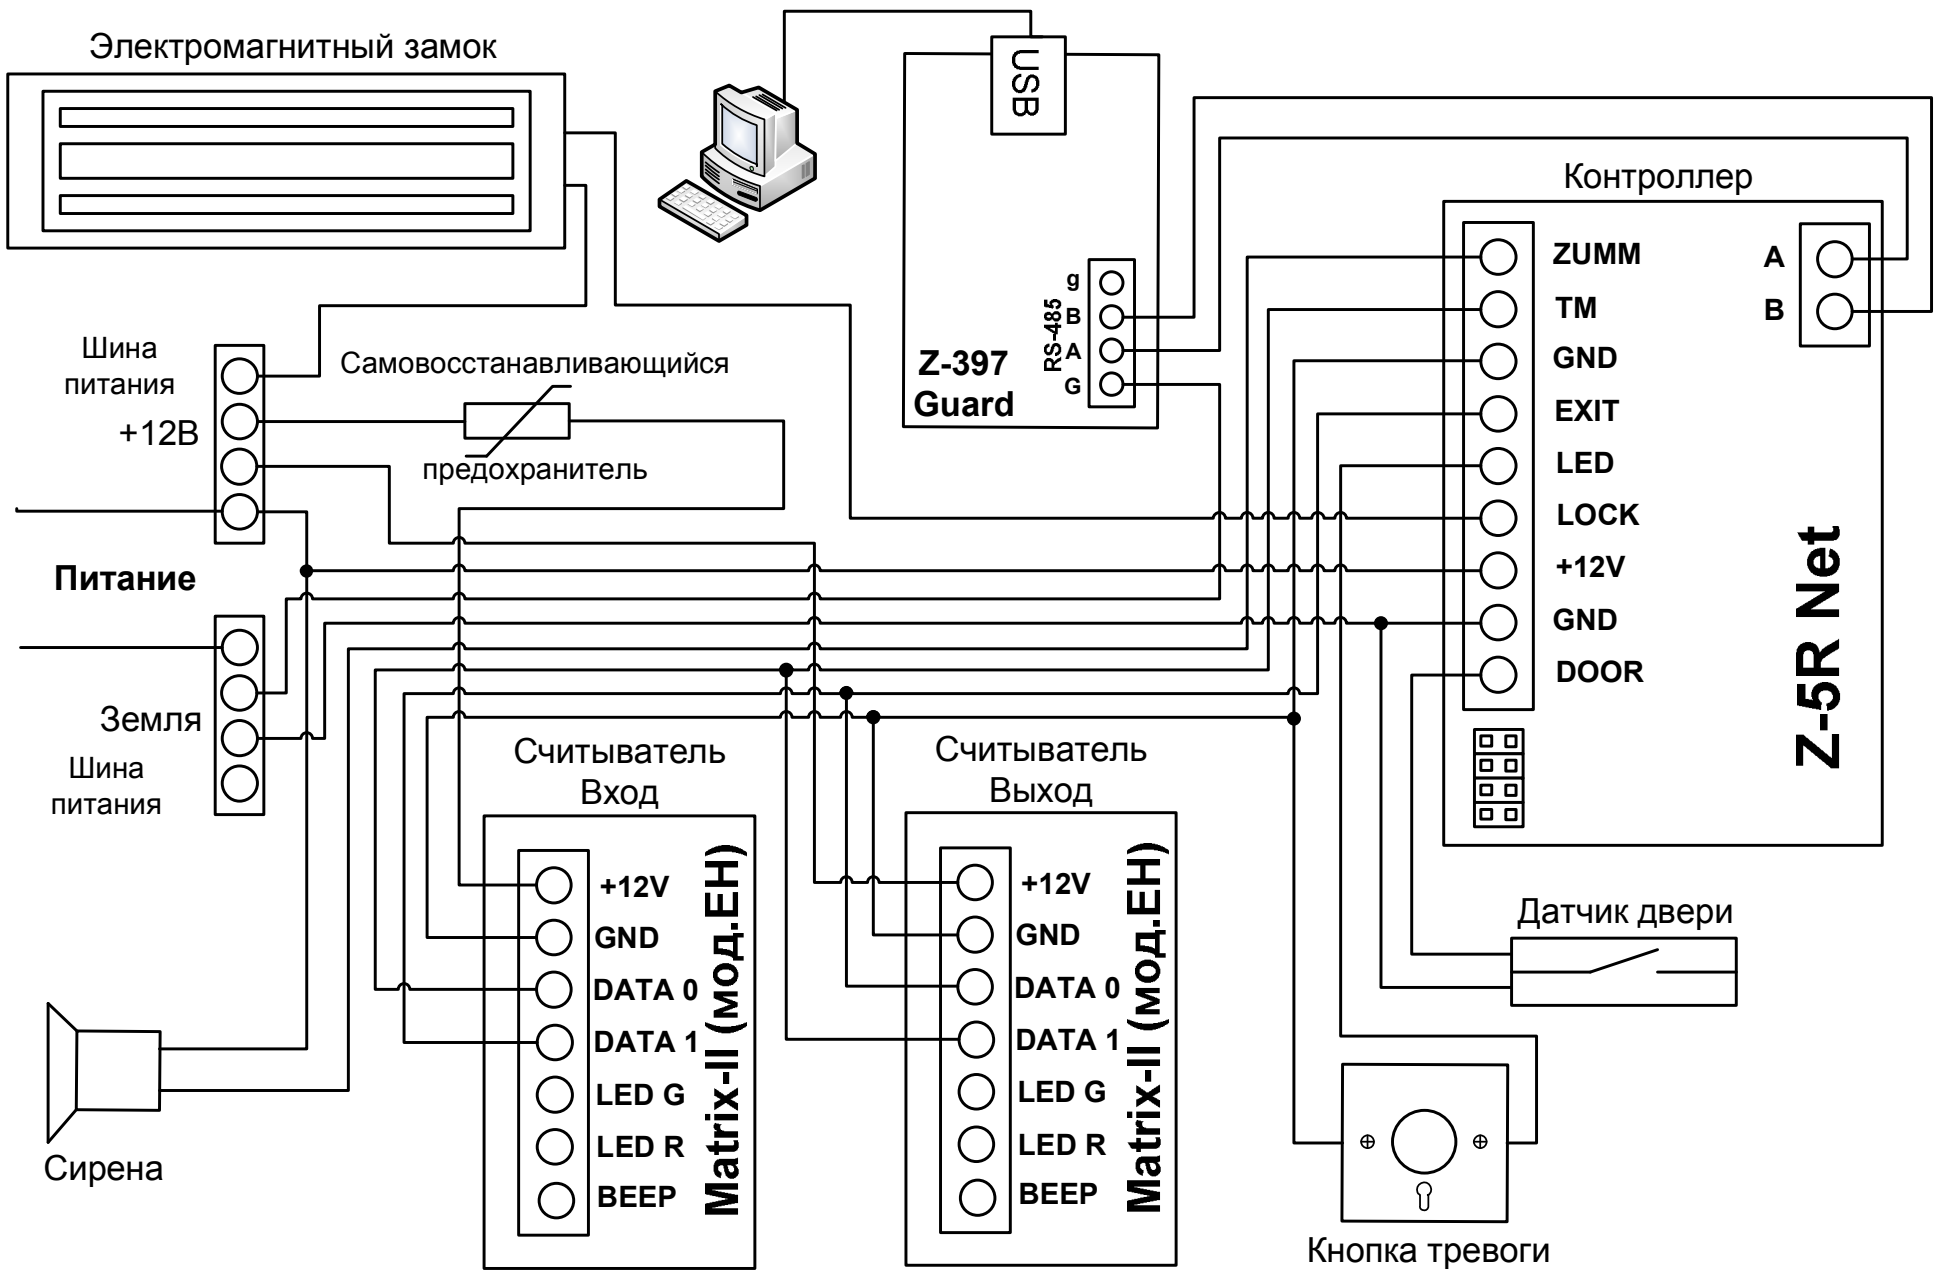 Электромагнитный замок
USB
Контроллер
Z-397
Guard
RS-485
g
B
A
G
ZUMM
TM
GND
EXIT
LED
LOCK
+12V
GND
DOOR
A
B
Z-5R Net
Шина
питания
+12В
Самовосстанавливающийся
предохранитель
Питание
Земля
Шина
питания
Считыватель
Вход
+12V
GND
DATA 0
DATA 1
LED G
LED R
BEEP
Matrix-II (мод.EH)
Считыватель
Выход
+12V
GND
DATA 0
DATA 1
LED G
LED R
BEEP
Matrix-II (мод.EH)
Датчик двери
Сирена
Кнопка тревоги